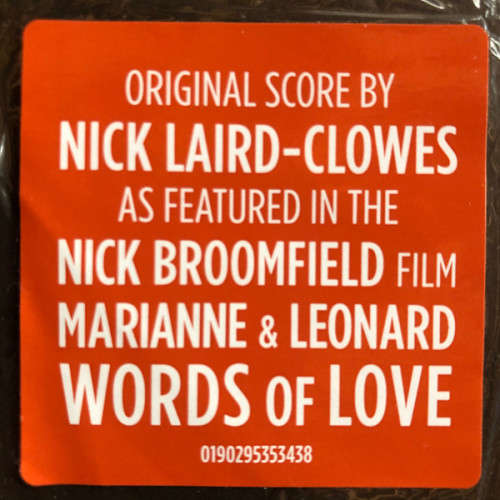 ORIGINAL SCORE BY
NICK LAIRD-CLOWES
AS FEATURED IN THE
NICK BROOMFIELD FILM
MARIANNE & LEONARD
WORDS OF LOVE
0190295353438